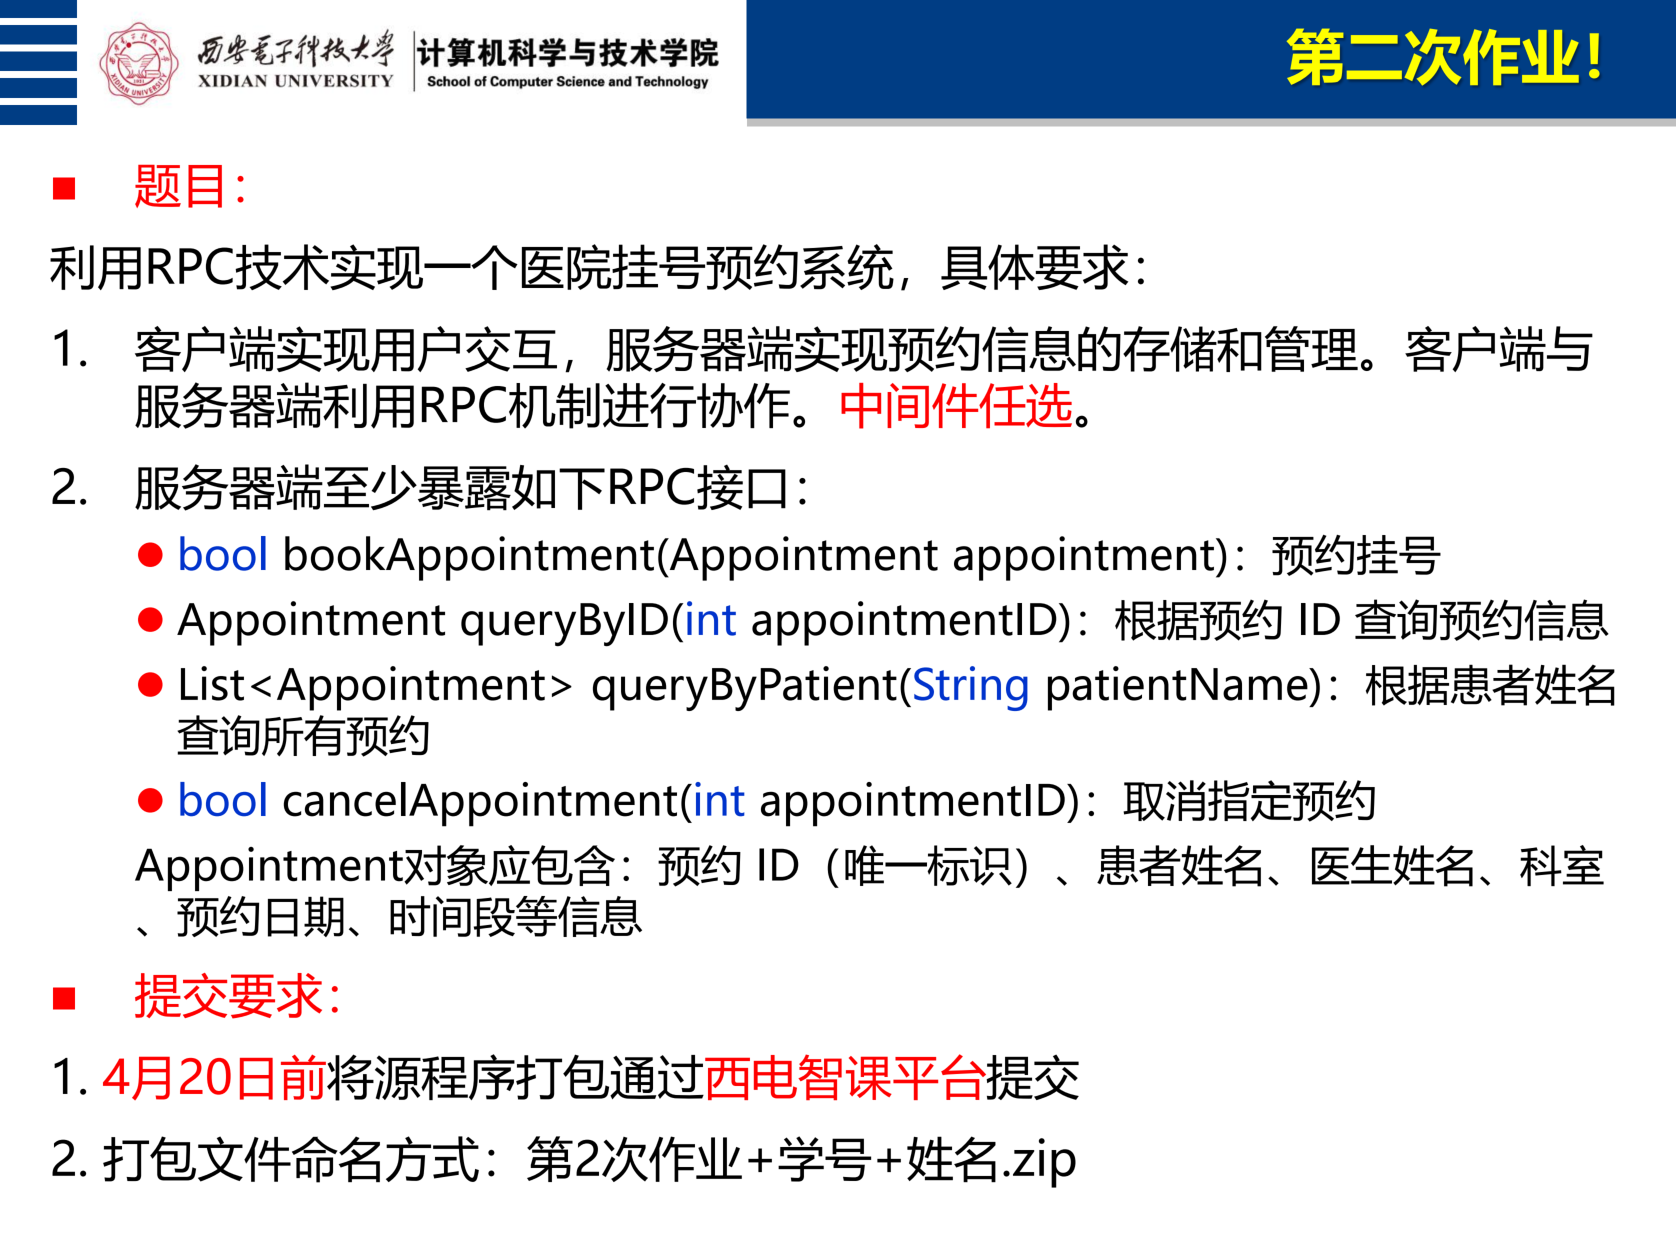 西安电子科技大学
XIDIAN UNIVERSITY
计算机科学与技术学院
School of Computer Science and Technology
第二次作业！
■ 题目：
利用RPC技术实现一个医院挂号预约系统，具体要求：
1. 客户端实现用户交互，服务器端实现预约信息的存储和管理。客户端与
服务器端利用RPC机制进行协作。中间件任选。
2. 服务器端至少暴露如下RPC接口：
● bool bookAppointment(Appointment appointment)：预约挂号
● Appointment queryByID(int appointmentID)：根据预约 ID 查询预约信息
● List<Appointment> queryByPatient(String patientName)：根据患者姓名
查询所有预约
● bool cancelAppointment(int appointmentID)：取消指定预约
Appointment对象应包含：预约 ID（唯一标识）、患者姓名、医生姓名、科室
、预约日期、时间段等信息
■ 提交要求：
1. 4月20日前将源程序打包通过西电智课平台提交
2. 打包文件命名方式：第2次作业+学号+姓名.zip